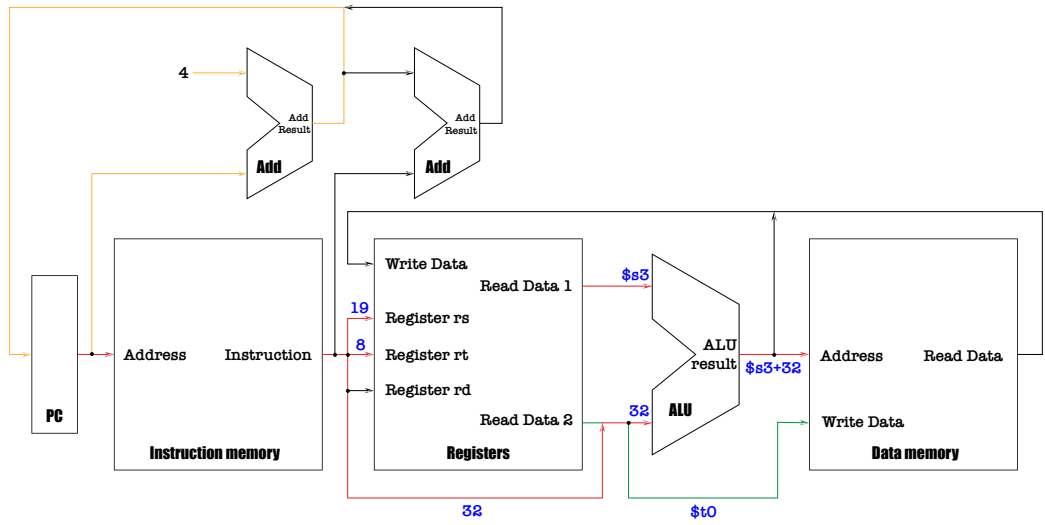 4
Add
Result
Add
Add
Result
Add
PC
Address
Instruction
Instruction memory
Write Data
Read Data 1
19
Register rs
8
Register rt
Register rd
Read Data 2
Registers
32
$s3
32
ALU
result
ALU
$s3+32
$t0
Address
Read Data
Write Data
Data memory